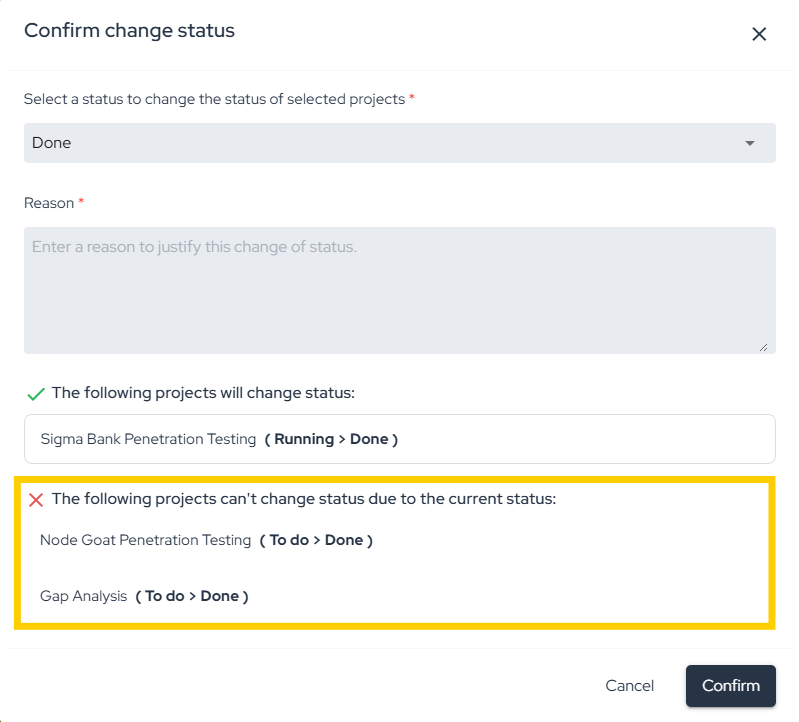 Confirm change status
Select a status to change the status of selected projects *
Done
Reason *
Enter a reason to justify this change of status.
The following projects will change status:
Sigma Bank Penetration Testing ( Running > Done )
The following projects can't change status due to the current status:
Node Goat Penetration Testing ( To do > Done )
Gap Analysis ( To do > Done )
Cancel Confirm